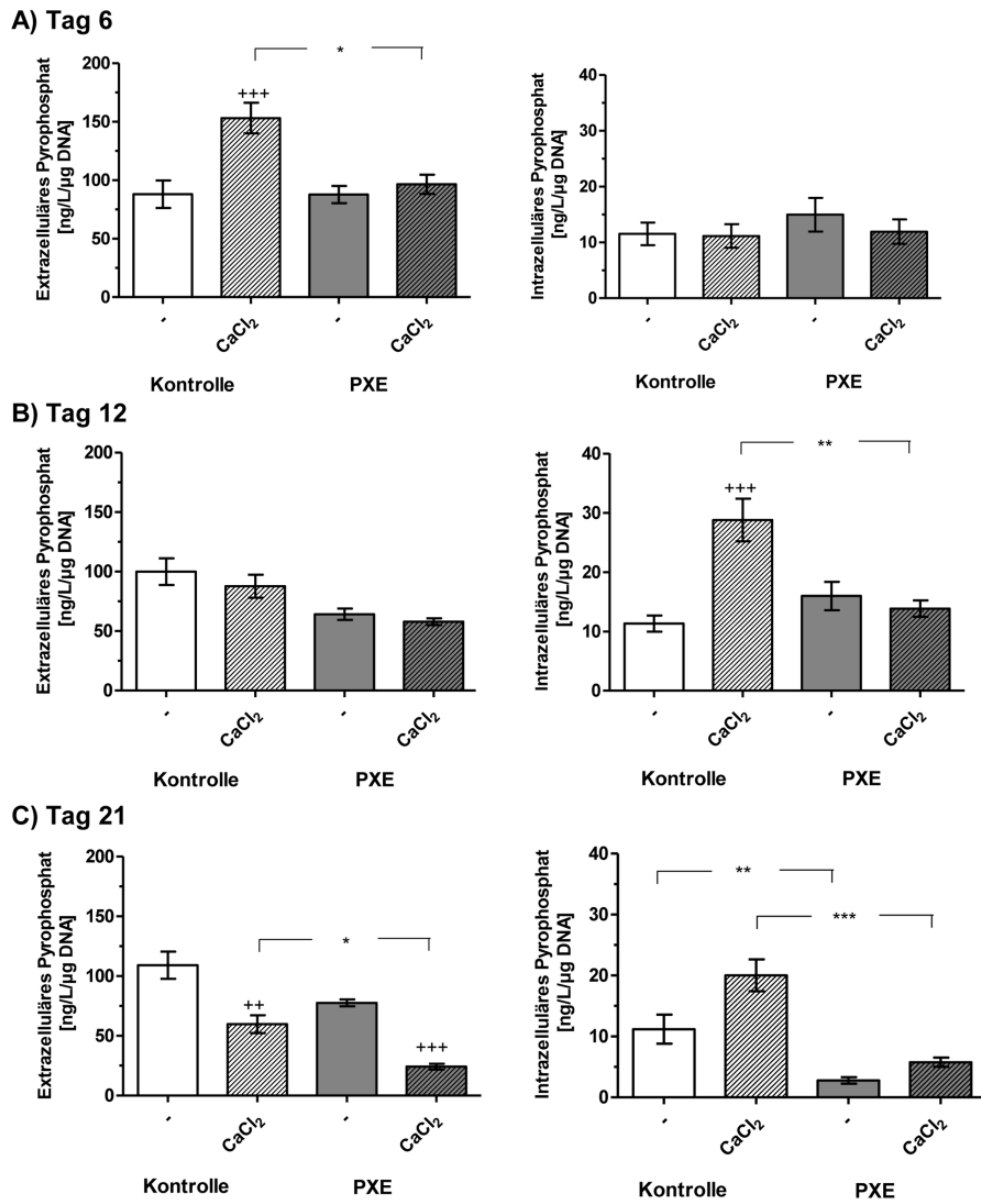 A) Tag 6
Extrazelluläres Pyrophosphat
[ng/L/µg DNA]
200
150
100
50
0
+++
*
-
CaCl₂
-
CaCl₂
Kontrolle
PXE
Intrazelluläres Pyrophosphat
[ng/L/µg DNA]
40
30
20
10
0
-
CaCl₂
-
CaCl₂
Kontrolle
PXE
B) Tag 12
Extrazelluläres Pyrophosphat
[ng/L/µg DNA]
200
150
100
50
0
-
CaCl₂
-
CaCl₂
Kontrolle
PXE
Intrazelluläres Pyrophosphat
[ng/L/µg DNA]
40
30
20
10
0
+++
**
-
CaCl₂
-
CaCl₂
Kontrolle
PXE
C) Tag 21
Extrazelluläres Pyrophosphat
[ng/L/µg DNA]
200
150
100
50
0
*
++
+++
-
CaCl₂
-
CaCl₂
Kontrolle
PXE
Intrazelluläres Pyrophosphat
[ng/L/µg DNA]
40
30
20
10
0
**
***
-
CaCl₂
-
CaCl₂
Kontrolle
PXE